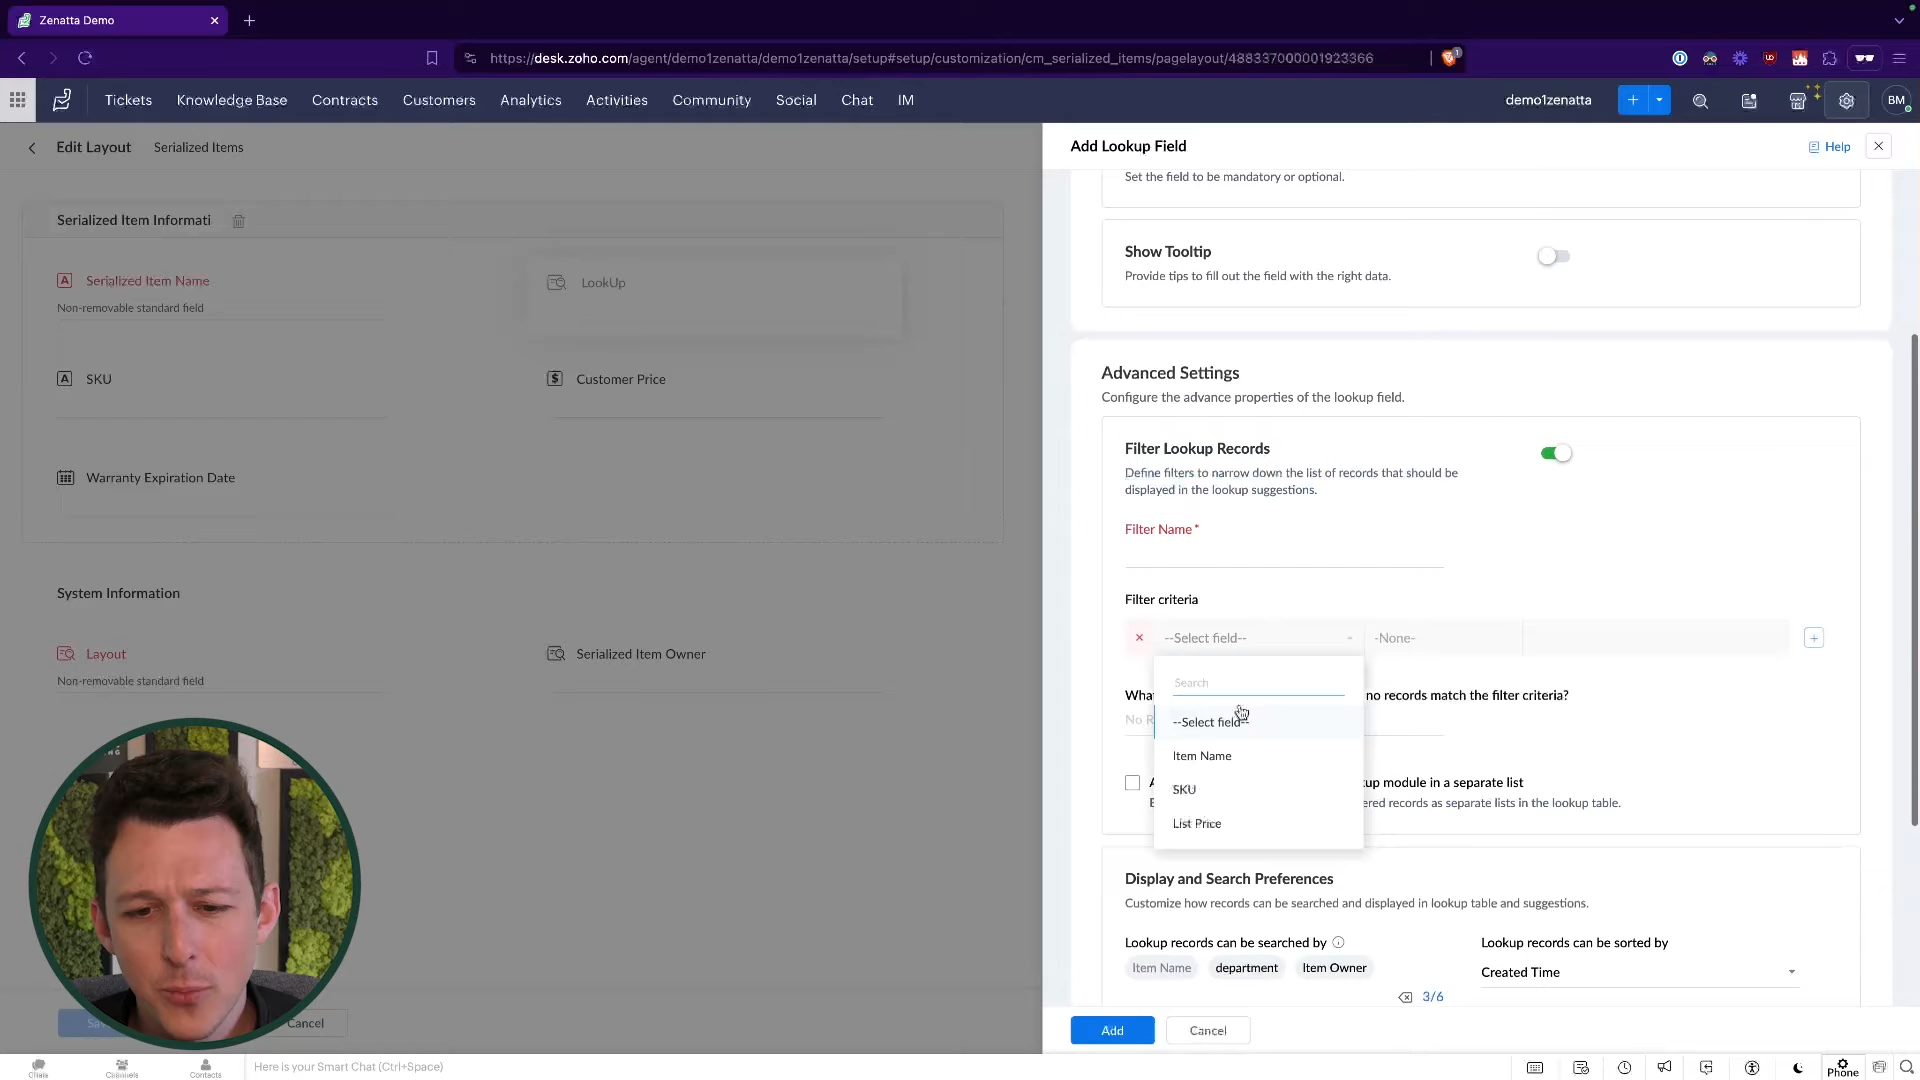 Zenatta Demo
https://desk.zoho.com/agent/demo1zenatta/demo1zenatta/setup#setup/customization/cm_serialized_items/pagelayout/488337000001923366
1
Tickets Knowledge Base Contracts Customers Analytics Activities Community Social Chat IM demo1zenatta BM
Edit Layout Serialized Items
Serialized Item Informati
Serialized Item Name
Non-removable standard field
LookUp
SKU
Customer Price
Warranty Expiration Date
System Information
Layout
Non-removable standard field
Serialized Item Owner
Cancel
Add Lookup Field
Help
Set the field to be mandatory or optional.
Show Tooltip
Provide tips to fill out the field with the right data.
Advanced Settings
Configure the advance properties of the lookup field.
Filter Lookup Records
Define filters to narrow down the list of records that should be
displayed in the lookup suggestions.
Filter Name *
Filter criteria
--Select field-- -None-
Search
--Select field--
Item Name
SKU
List Price
no records match the filter criteria?
module in a separate list
records as separate lists in the lookup table.
Display and Search Preferences
Customize how records can be searched and displayed in lookup table and suggestions.
Lookup records can be searched by
Item Name department Item Owner
3/6
Lookup records can be sorted by
Created Time
Add Cancel
Chats Channels Contacts
Here is your Smart Chat (Ctrl+Space)
Phone